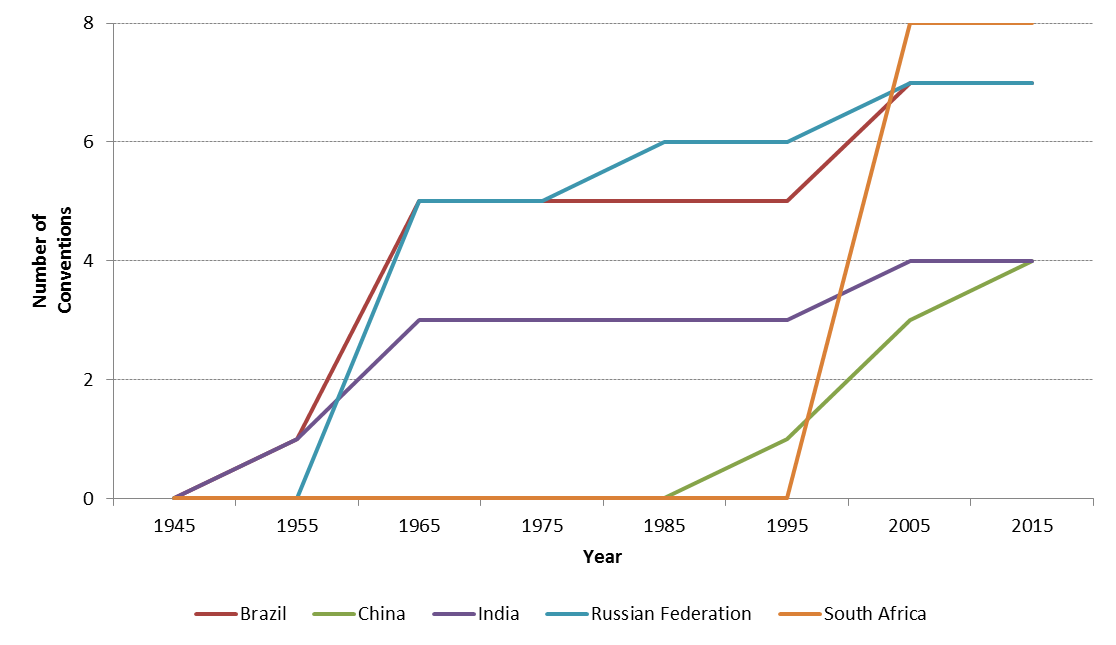 8
6
4
2
0
Number of
Conventions
1945 1955 1965 1975 1985 1995 2005 2015
Year
Brazil China India Russian Federation South Africa